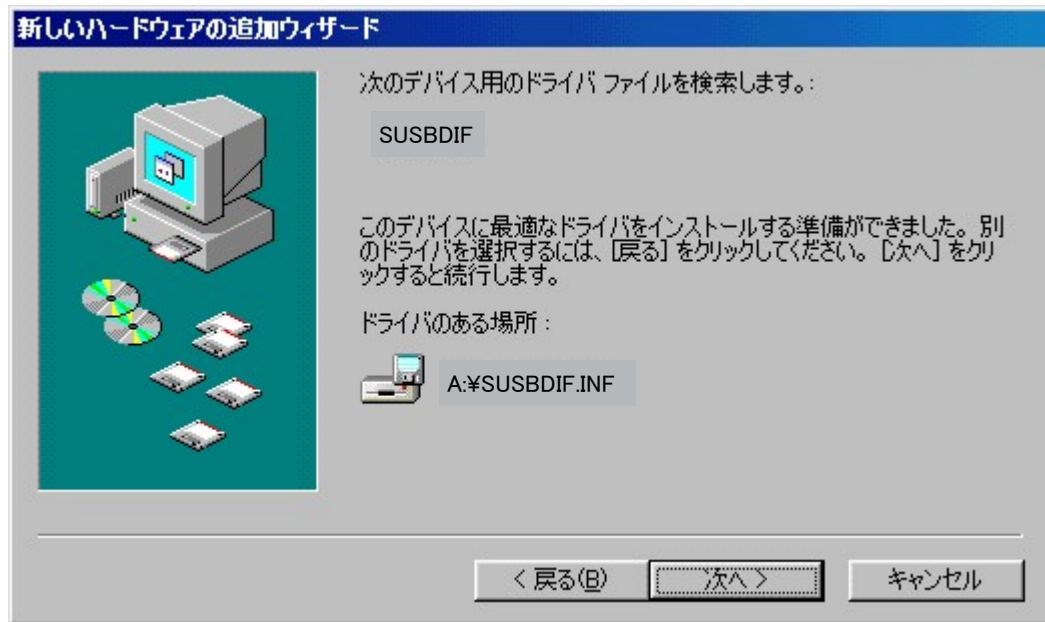 新しいハードウェアの追加ウィザード
次のデバイス用のドライバ ファイルを検索します。:
SUSBDIF
このデバイスに最適なドライバをインストールする準備ができました。別
のドライバを選択するには、[戻る] をクリックしてください。[次へ] をクリ
ックすると続行します。
ドライバのある場所 :
A:¥SUSBDIF.INF
< 戻る(B)
次へ >
キャンセル